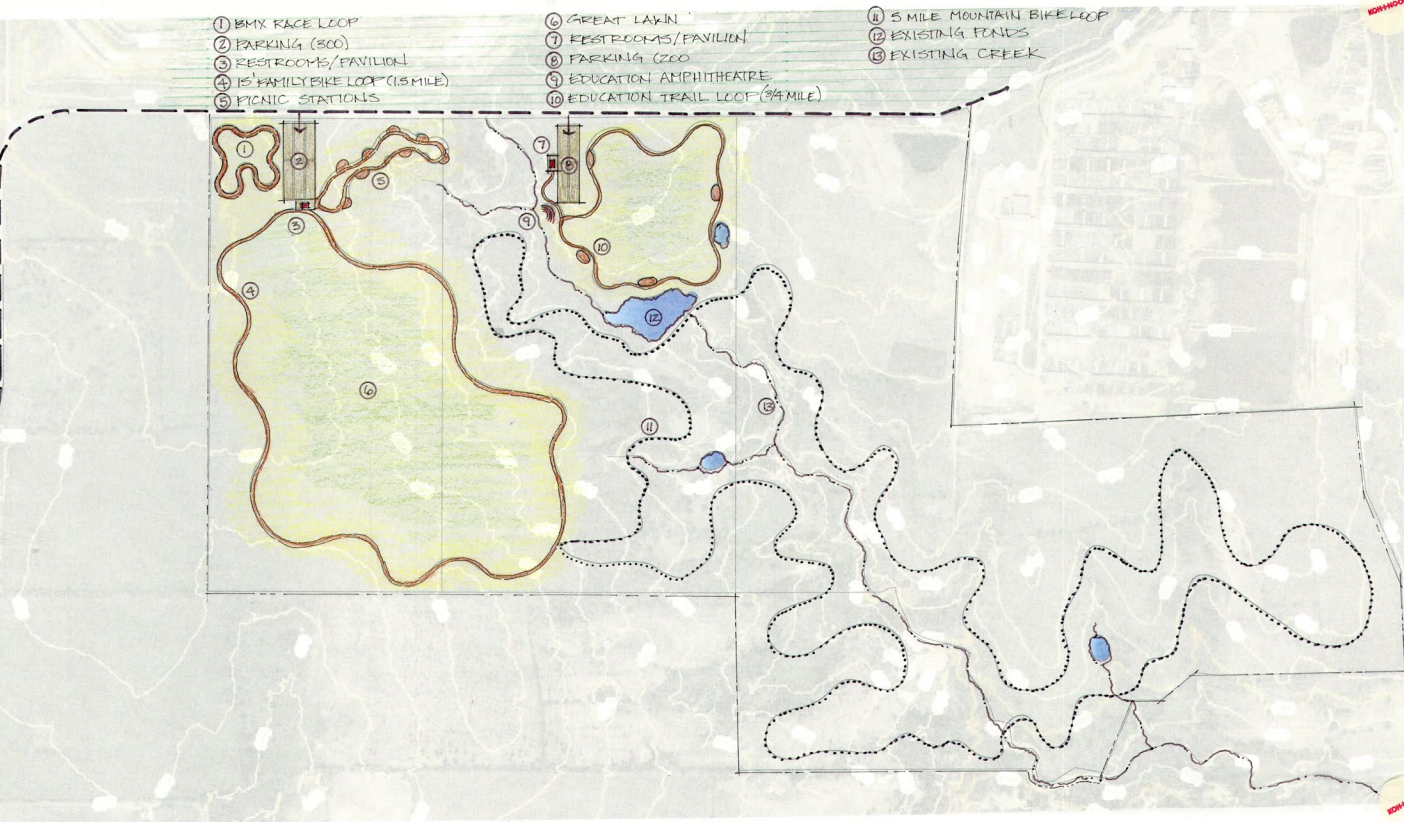 ① BMX RACE LOOP
② PARKING (300)
③ RESTROOMS/PAVILION
④ 15' FAMILY BIKE LOOP (1.5 MILE)
⑤ PICNIC STATIONS
⑥ GREAT LAWN
⑦ RESTROOMS/PAVILION
⑧ PARKING (200
⑨ EDUCATION AMPHITHEATRE
⑩ EDUCATION TRAIL LOOP (3/4 MILE)
⑪ 5 MILE MOUNTAIN BIKE LOOP
⑫ EXISTING PONDS
⑬ EXISTING CREEK
KOH-I-NOO
①
②
③
④
⑤
⑥
⑦
⑧
⑨
⑩
⑪
⑫
⑬
KOH-I